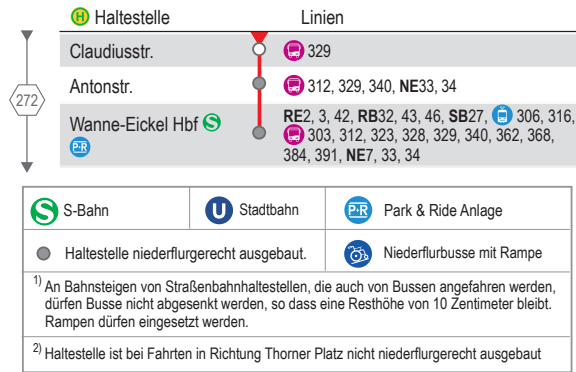 H Haltestelle Linien
Claudiusstr. 329
272
Antonstr. 312, 329, 340, NE33, 34
Wanne-Eickel Hbf S
P+R
RE2, 3, 42, RB32, 43, 46, SB27, 306, 316,
303, 312, 323, 328, 329, 340, 362, 368,
384, 391, NE7, 33, 34
S S-Bahn U Stadtbahn P+R Park & Ride Anlage
Haltestelle niederflurgerecht ausgebaut. Niederflurbusse mit Rampe
1) An Bahnsteigen von Straßenbahnhaltestellen, die auch von Bussen angefahren werden,
dürfen Busse nicht abgesenkt werden, so dass eine Resthöhe von 10 Zentimeter bleibt.
Rampen dürfen eingesetzt werden.
2) Haltestelle ist bei Fahrten in Richtung Thorner Platz nicht niederflurgerecht ausgebaut